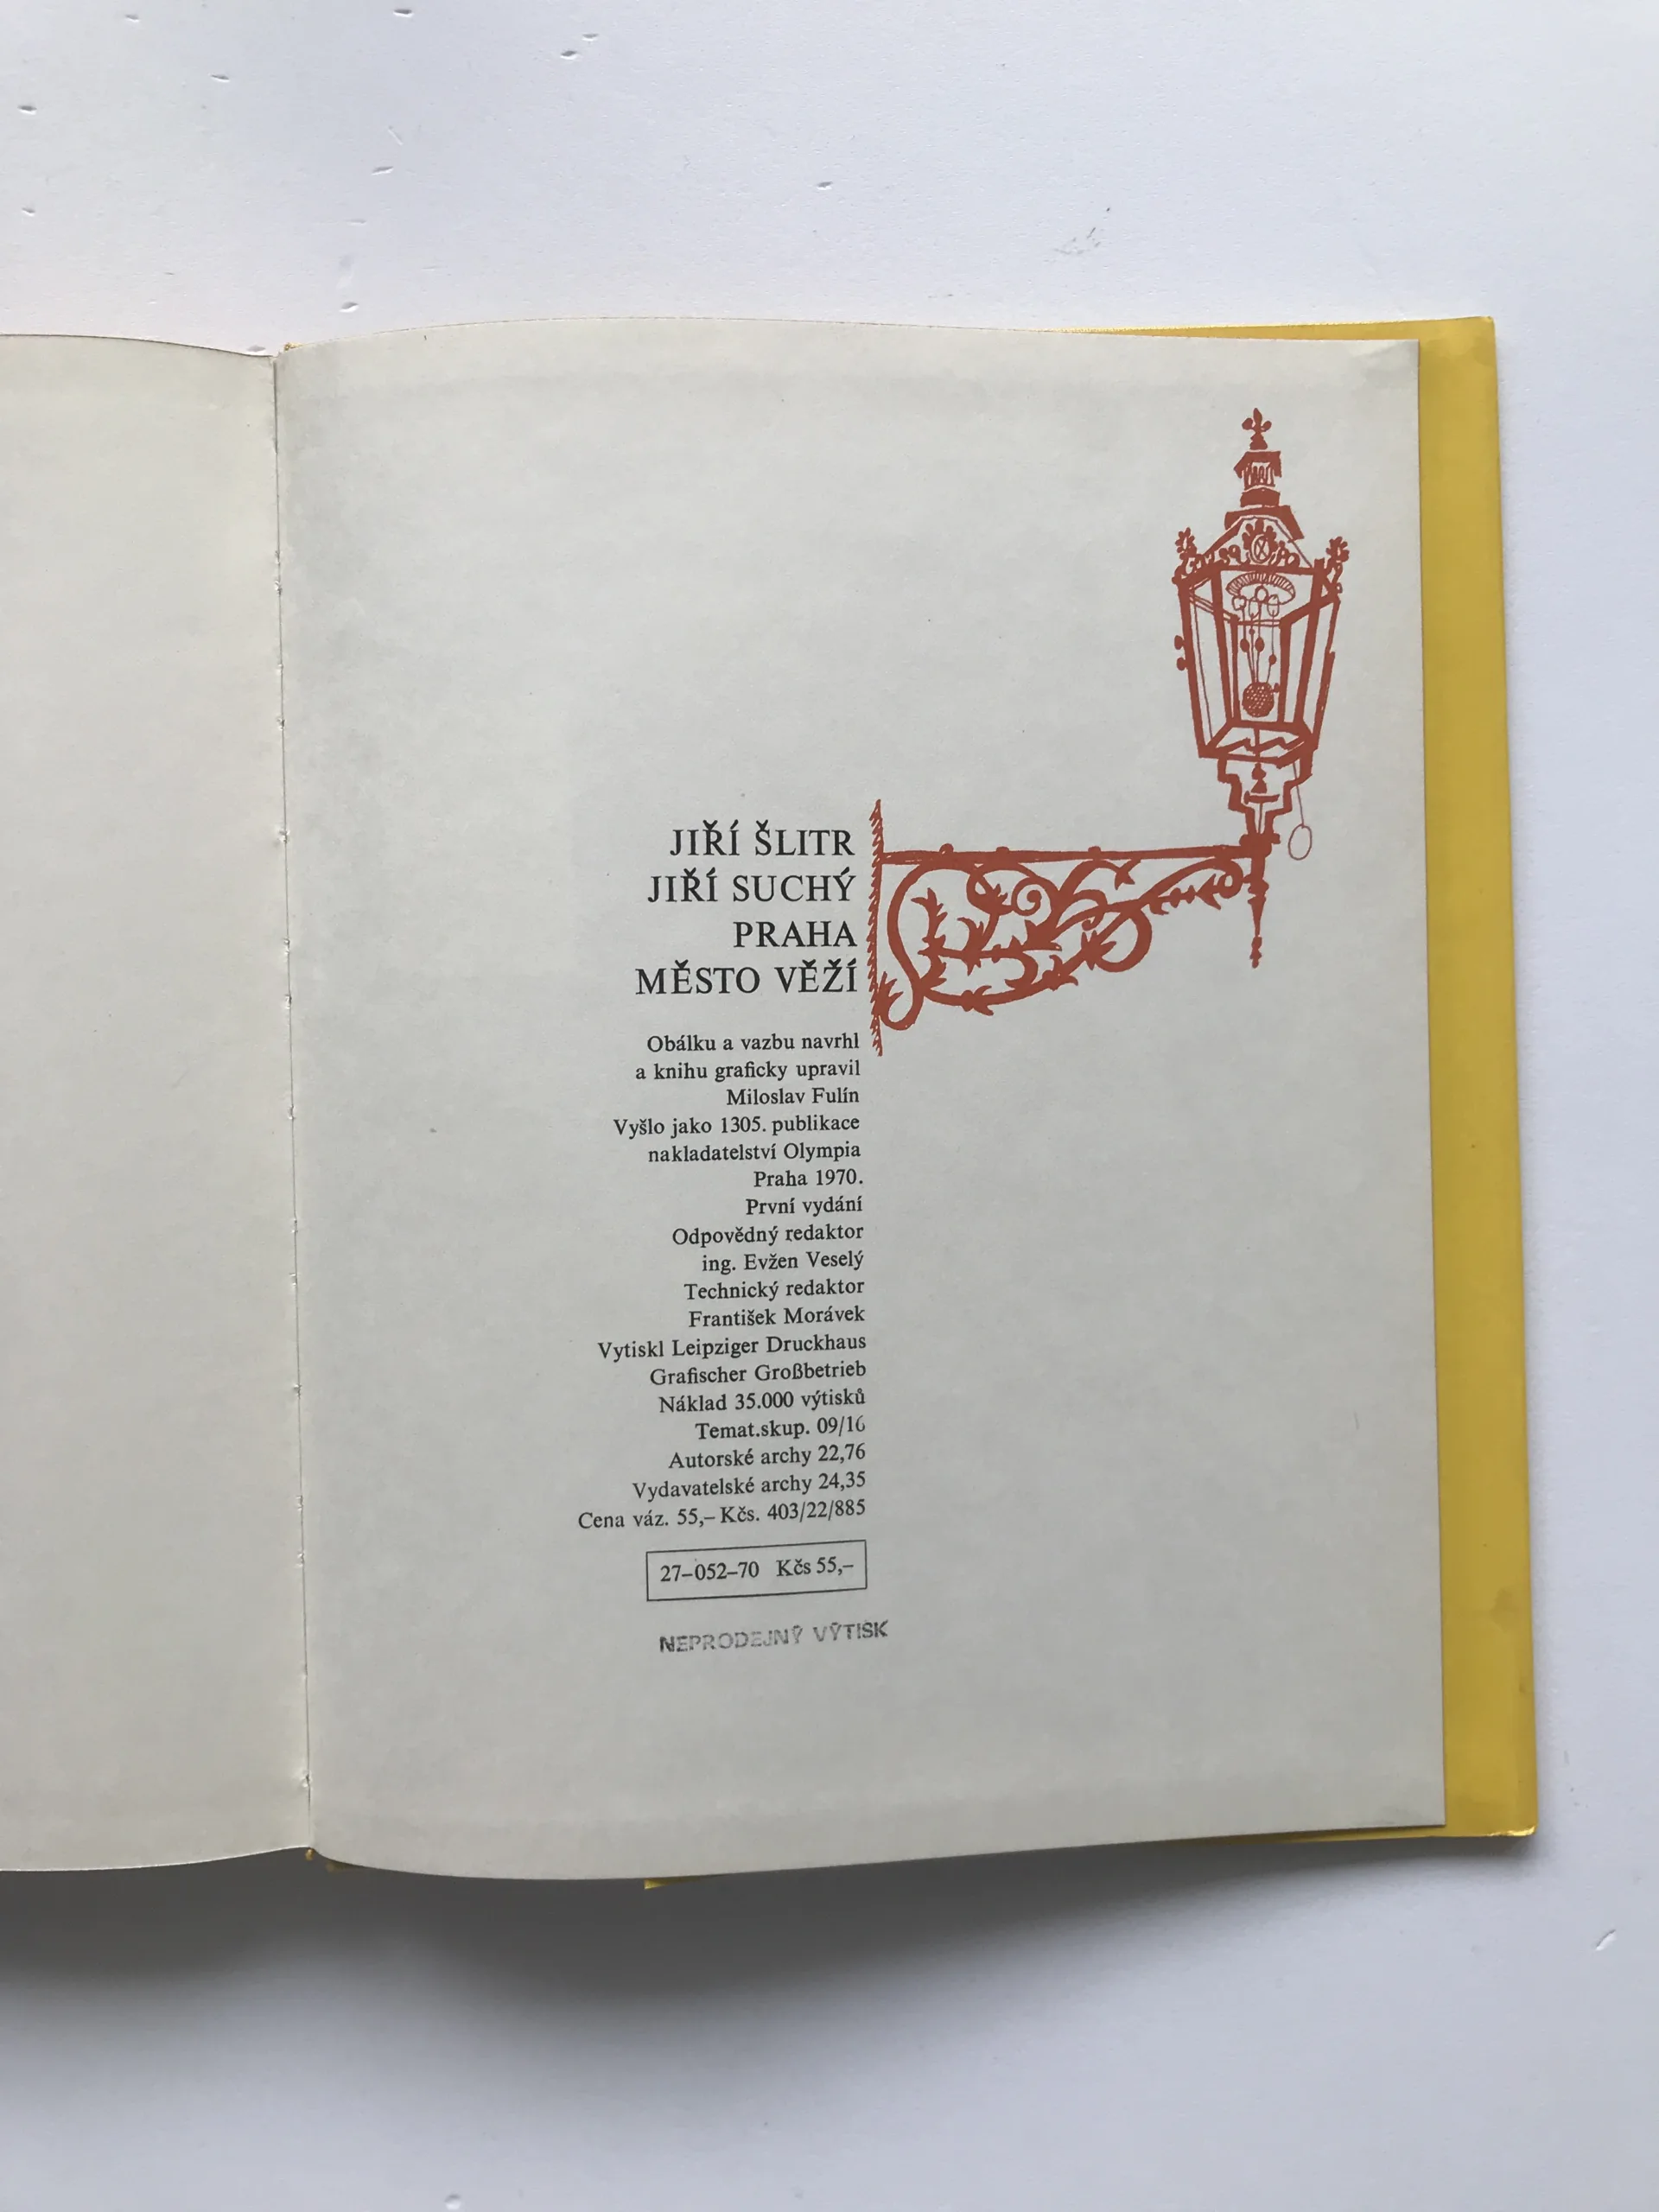 JIŘÍ ŠLITR
JIŘÍ SUCHÝ
PRAHA
MĚSTO VĚŽÍ
Obálku a vazbu navrhl
a knihu graficky upravil
Miloslav Fulín
Vyšlo jako 1305. publikace
nakladatelství Olympia
Praha 1970.
První vydání
Odpovědný redaktor
ing. Evžen Veselý
Technický redaktor
František Morávek
Vytiskl Leipziger Druckhaus
Grafischer Großbetrieb
Náklad 35.000 výtisků
Temat.skup. 09/16
Autorské archy 22,76
Vydavatelské archy 24,35
Cena váz. 55,– Kčs. 403/22/885
27–052–70 Kčs 55,–
NEPRODEJNÝ VÝTISK